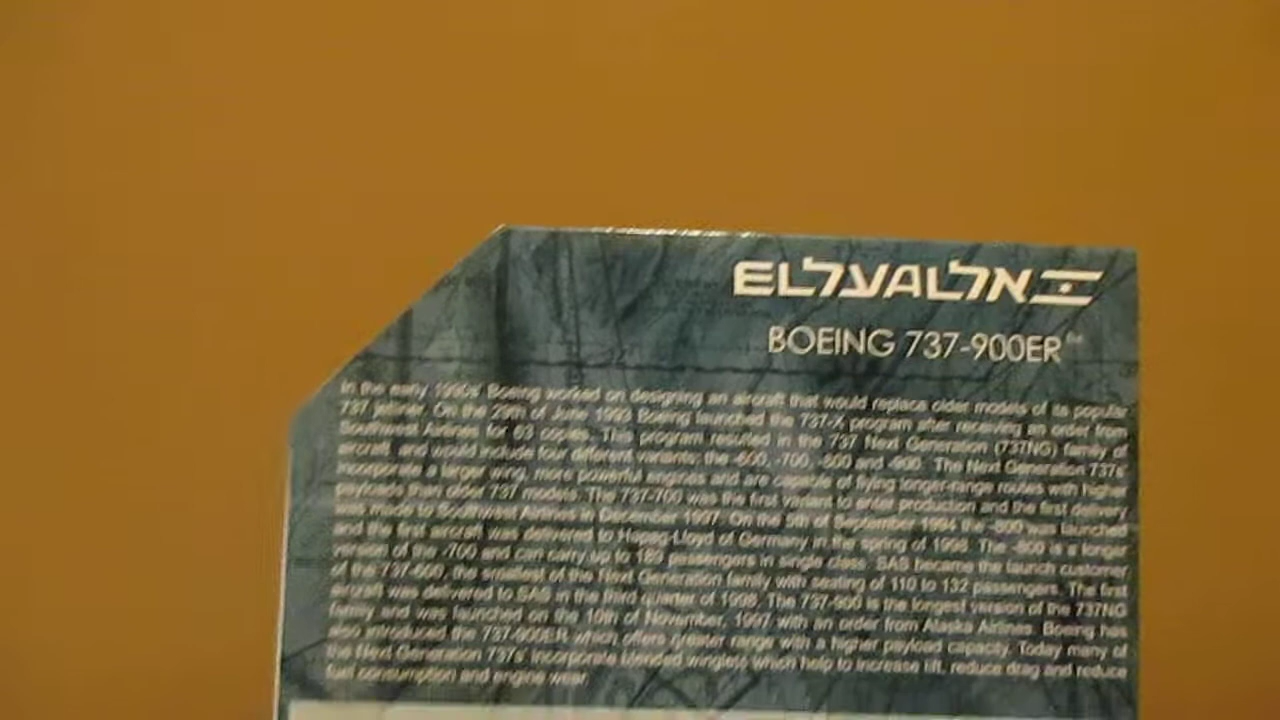 ELעלALאל
BOEING 737-900ER
In the early 1990s' Boeing worked on designing an aircraft that would replace older models of its popular
737 jetliner. On the 29th of June 1993 Boeing launched the 737-X program after receiving an order from
Southwest Airlines for 63 copies. This program resulted in the 737 Next Generation (737NG) family of
aircraft, and would include four different variants: the -600, -700, -800 and -900. The Next Generation 737s'
incorporate a larger wing, more powerful engines and are capable of flying longer-range routes with higher
payloads than older 737 models. The 737-700 was the first variant to enter production and the first delivery
was made to Southwest Airlines in December 1997. On the 5th of September 1994 the -800 was launched
and the first aircraft was delivered to Hapag-Lloyd of Germany in the spring of 1998. The -800 is a longer
version of the -700 and can carry up to 189 passengers in single class. SAS became the launch customer
of the 737-600, the smallest of the Next Generation family with seating of 110 to 132 passengers. The first
aircraft was delivered to SAS in the third quarter of 1998. The 737-900 is the longest version of the 737NG
family and was launched on the 10th of November, 1997 with an order from Alaska Airlines. Boeing has
also introduced the 737-900ER which offers greater range with a higher payload capacity. Today many of
the Next Generation 737s' incorporate blended winglets which help to increase lift, reduce drag and reduce
fuel consumption and engine wear.